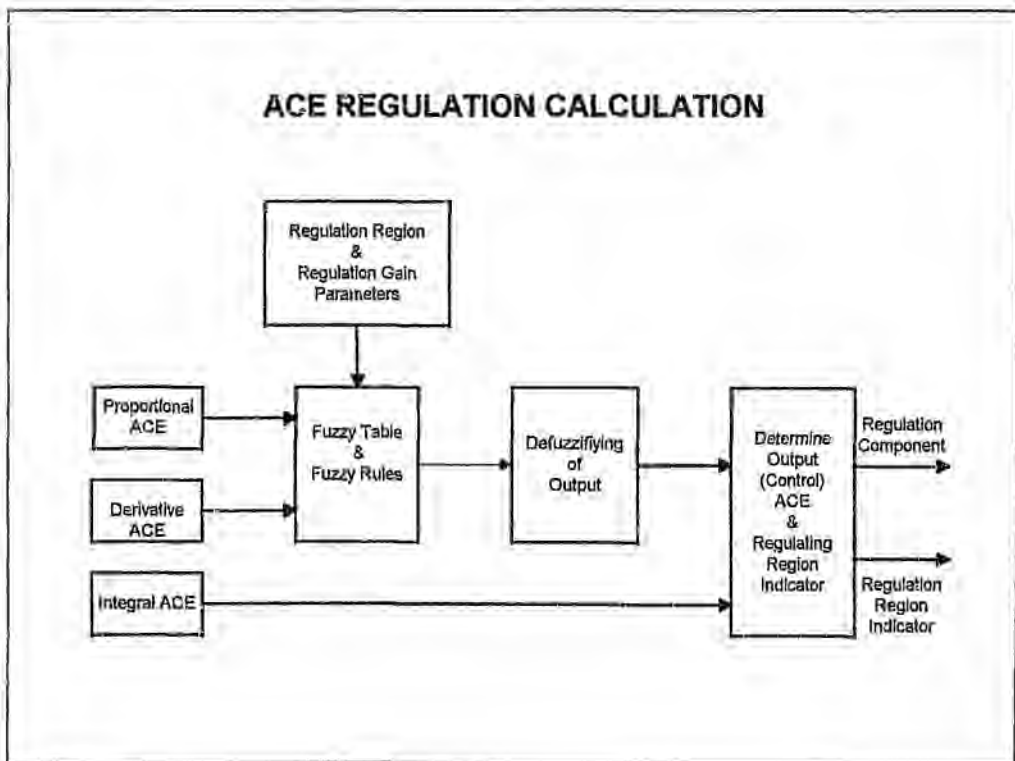 ACE REGULATION CALCULATION
Regulation Region
&
Regulation Gain
Parameters
Proportional
ACE
Derivative
ACE
Integral ACE
Fuzzy Table
&
Fuzzy Rules
Defuzzifiying
of
Output
Determine
Output
(Control)
ACE
&
Regulating
Region
Indicator
Regulation
Component
Regulation
Region
Indicator